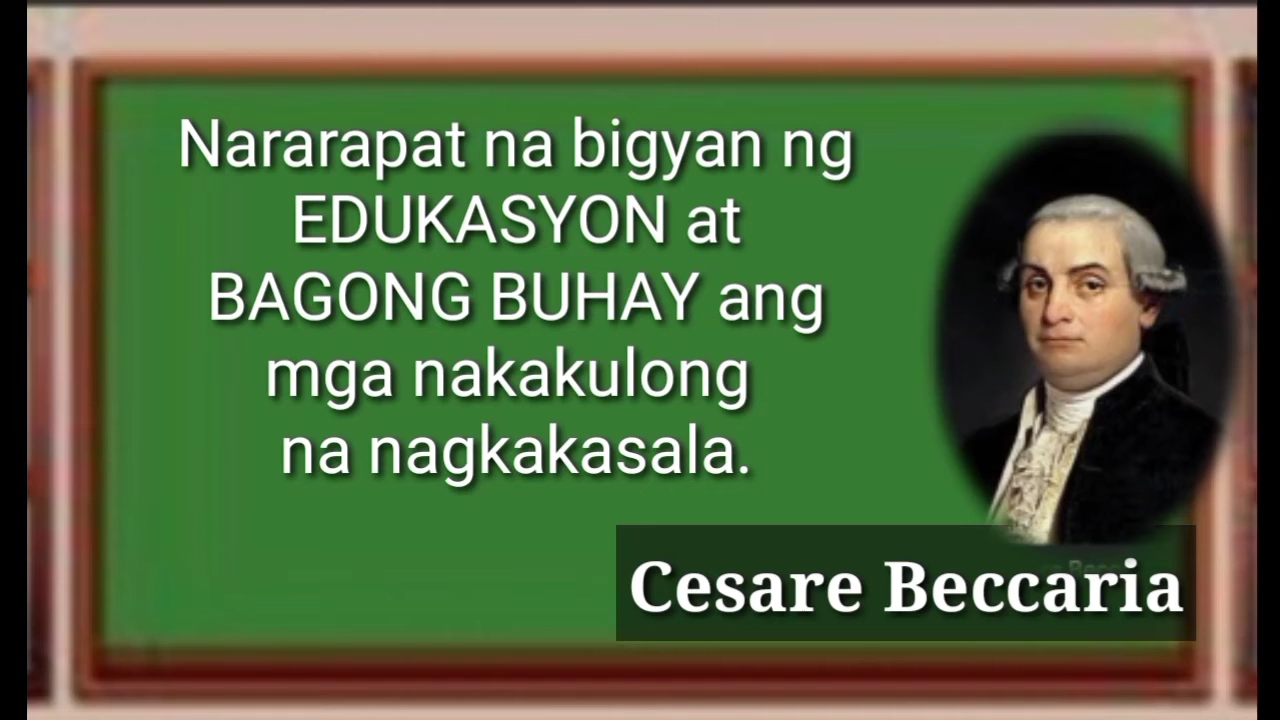 Nararapat na bigyan ng
EDUKASYON at
BAGONG BUHAY ang
mga nakakulong
na nagkakasala.
Cesare Beccaria